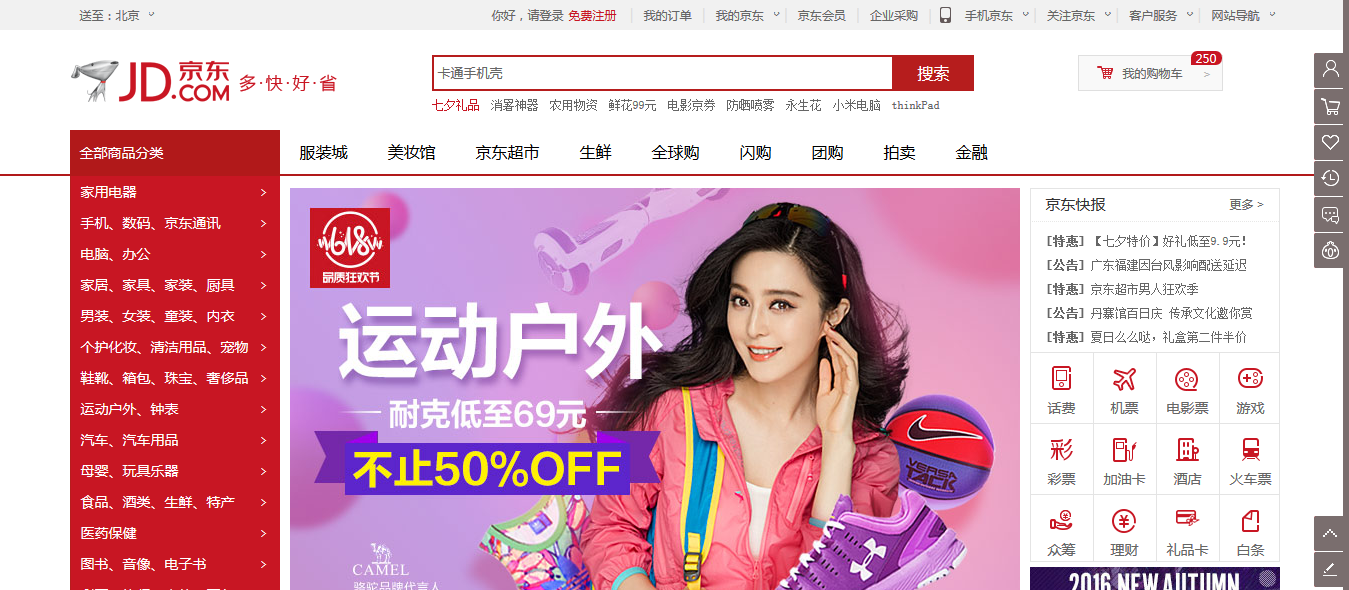 送至：北京
你好，请登录 免费注册 我的订单 我的京东 京东会员 企业采购 手机京东 关注京东 客户服务 网站导航
JD.COM 京东
多·快·好·省
卡通手机壳 搜索
我的购物车 > 250
七夕礼品 消署神器 农用物资 鲜花99元 电影京券 防晒喷雾 永生花 小米电脑 thinkPad
全部商品分类 服装城 美妆馆 京东超市 生鲜 全球购 闪购 团购 拍卖 金融
家用电器 >
手机、数码、京东通讯 >
电脑、办公 >
家居、家具、家装、厨具 >
男装、女装、童装、内衣 >
个护化妆、清洁用品、宠物 >
鞋靴、箱包、珠宝、奢侈品 >
运动户外、钟表 >
汽车、汽车用品 >
母婴、玩具乐器 >
食品、酒类、生鲜、特产 >
医药保健 >
图书、音像、电子书 >
618
品质狂欢节
运动户外
耐克低至69元
不止50%OFF
VERSA
TACK
CAMEL
骆驼品牌代言人
京东快报 更多 >
[特惠] 【七夕特价】好礼低至9.9元！
[公告] 广东福建因台风影响配送延迟
[特惠] 京东超市男人狂欢季
[公告] 丹寨馆百日庆 传承文化邀你赏
[特惠] 夏日么么哒，礼盒第二件半价
话费 机票 电影票 游戏
彩
彩票 加油卡 酒店 火车票
众筹 理财 礼品卡 白条
2016 NEW AUTUMN